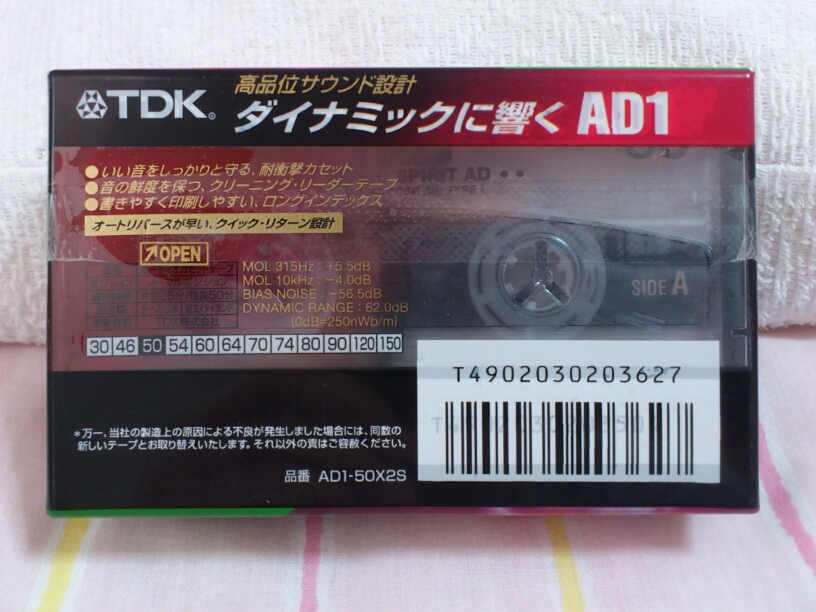 TDK
高品位サウンド設計
ダイナミックに響く AD1
●いい音をしっかりと守る、耐衝撃力セット
●音の鮮度を保つ、クリーニング・リーダーテープ
●書きやすく印刷しやすい、ロングインデックス
オートリバースが早い、クイック・リターン設計
SPIRIT AD
OPEN
MOL 315Hz : +5.5dB
MOL 10kHz : −4.0dB
BIAS NOISE : −56.5dB
DYNAMIC RANGE : 62.0dB
(0dB=250nWb/m)
TDK株式会社
SIDE A
30 46 50 54 60 64 70 74 80 90 120 150
T4902030203627
*万一、当社の製造上の原因による不良が発生しました場合には、同数の
新しいテープとお取り替えいたします。それ以外の責はご容赦ください。
品番 AD1-50X2S